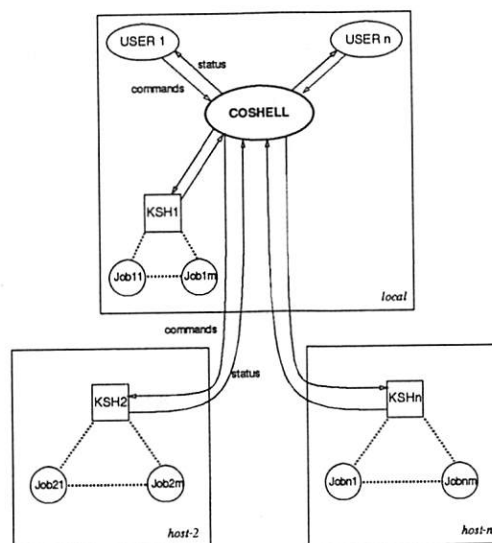 USER 1
USER n
status
commands
COSHELL
KSH1
Job11
Job1m
local
commands
status
KSH2
KSHn
Job21
Job2m
Jobn1
Jobnm
host-2
host-n